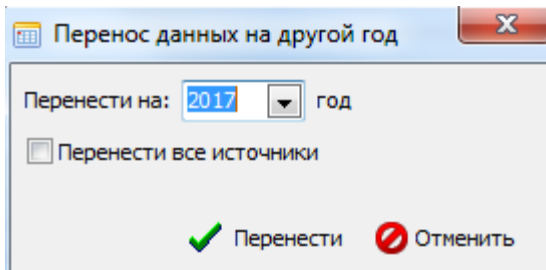 Перенос данных на другой год
Перенести на: 2017 год
Перенести все источники
Перенести Отменить